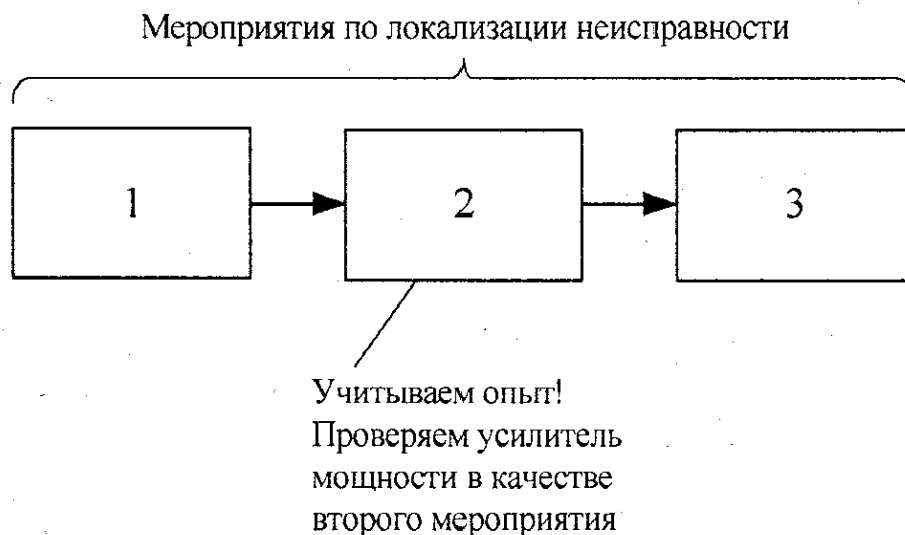 Мероприятия по локализации неисправности
1
2
3
Учитываем опыт!
Проверяем усилитель
мощности в качестве
второго мероприятия